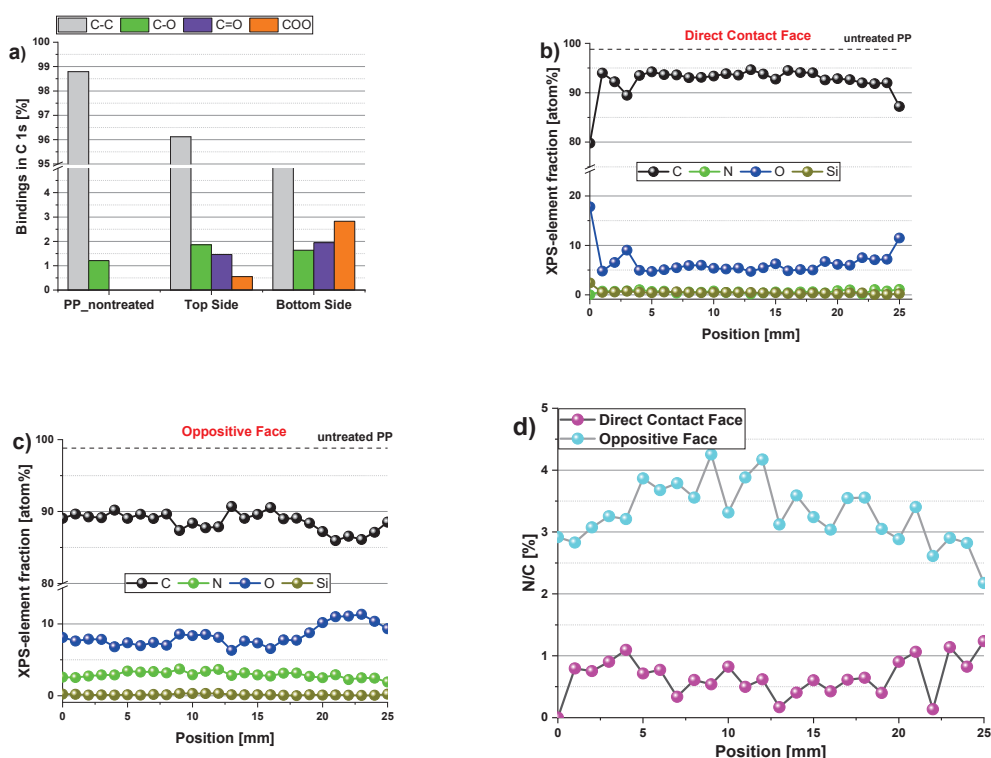 C-C C-O C=O COO
a)
Bindings in C 1s [%]
100
99
98
97
96
95
5
4
3
2
1
0
PP_nontreated Top Side Bottom Side
b)
Direct Contact Face
untreated PP
XPS-element fraction [atom%]
100
90
80
20
10
0
C N O Si
0 5 10 15 20 25
Position [mm]
c)
Oppositive Face
untreated PP
XPS-element fraction [atom%]
100
90
80
5
0
C N O Si
0 5 10 15 20 25
Position [mm]
d)
Direct Contact Face
Oppositive Face
N/C [%]
5
4
3
2
1
0
0 5 10 15 20 25
Position [mm]